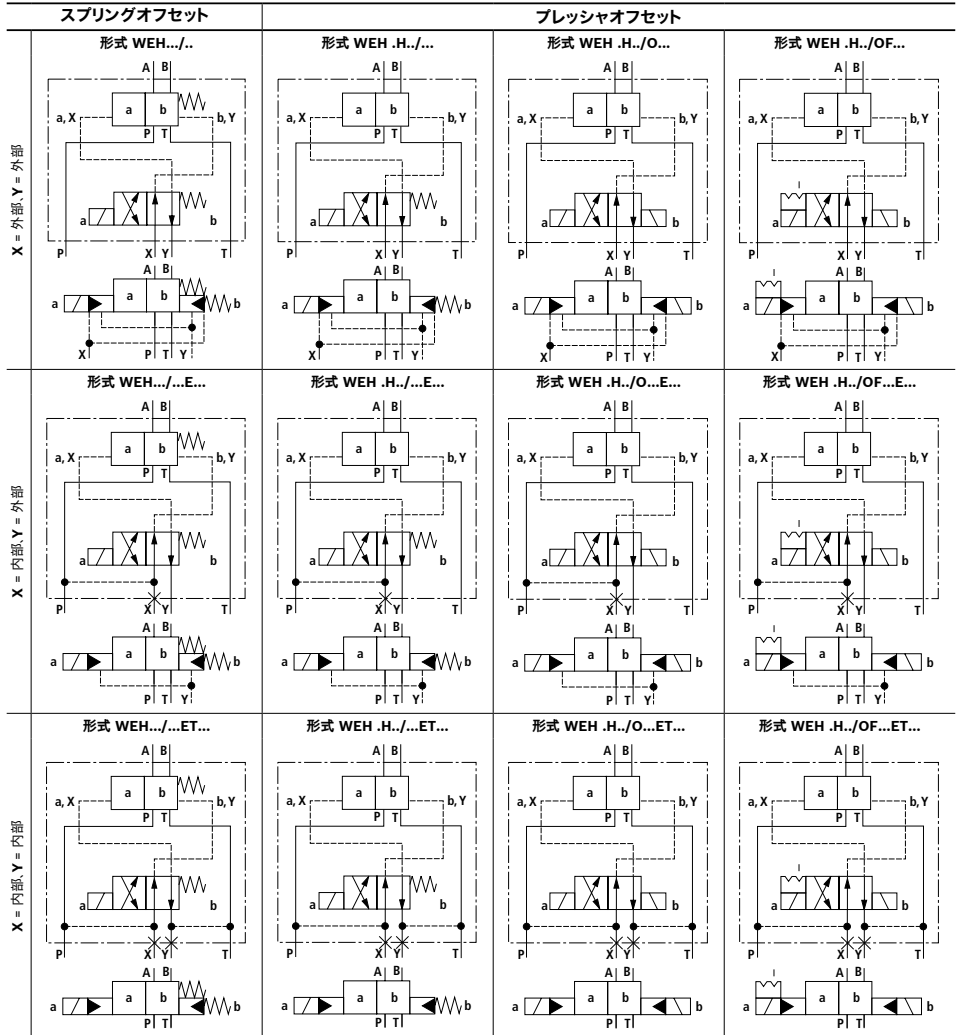 スプリングオフセット
プレッシャオフセット
X = 外部、Y = 外部
形式 WEH.../..
A B
a b
a, X b, Y
P T
a b
P X Y T
A B
a a b b
X P T Y
形式 WEH .H../...
A B
a b
a, X b, Y
P T
a b
P X Y T
A B
a a b b
X P T Y
形式 WEH .H../O...
A B
a b
a, X b, Y
P T
a b
P X Y T
A B
a a b b
X P T Y
形式 WEH .H../OF...
A B
a b
a, X b, Y
P T
a b
P X Y T
A B
a a b b
X P T Y
X = 内部、Y = 外部
形式 WEH.../...E...
A B
a b
a, X b, Y
P T
a b
P X Y T
A B
a a b b
P T Y
形式 WEH .H../...E...
A B
a b
a, X b, Y
P T
a b
P X Y T
A B
a a b b
P T Y
形式 WEH .H../O...E...
A B
a b
a, X b, Y
P T
a b
P X Y T
A B
a a b b
P T Y
形式 WEH .H../OF...E...
A B
a b
a, X b, Y
P T
a b
P X Y T
A B
a a b b
P T Y
X = 内部、Y = 内部
形式 WEH.../...ET...
A B
a b
a, X b, Y
P T
a b
P X Y T
A B
a a b b
P T
形式 WEH .H../...ET...
A B
a b
a, X b, Y
P T
a b
P X Y T
A B
a a b b
P T
形式 WEH .H../O...ET...
A B
a b
a, X b, Y
P T
a b
P X Y T
A B
a a b b
P T
形式 WEH .H../OF...ET...
A B
a b
a, X b, Y
P T
a b
P X Y T
A B
a a b b
P T